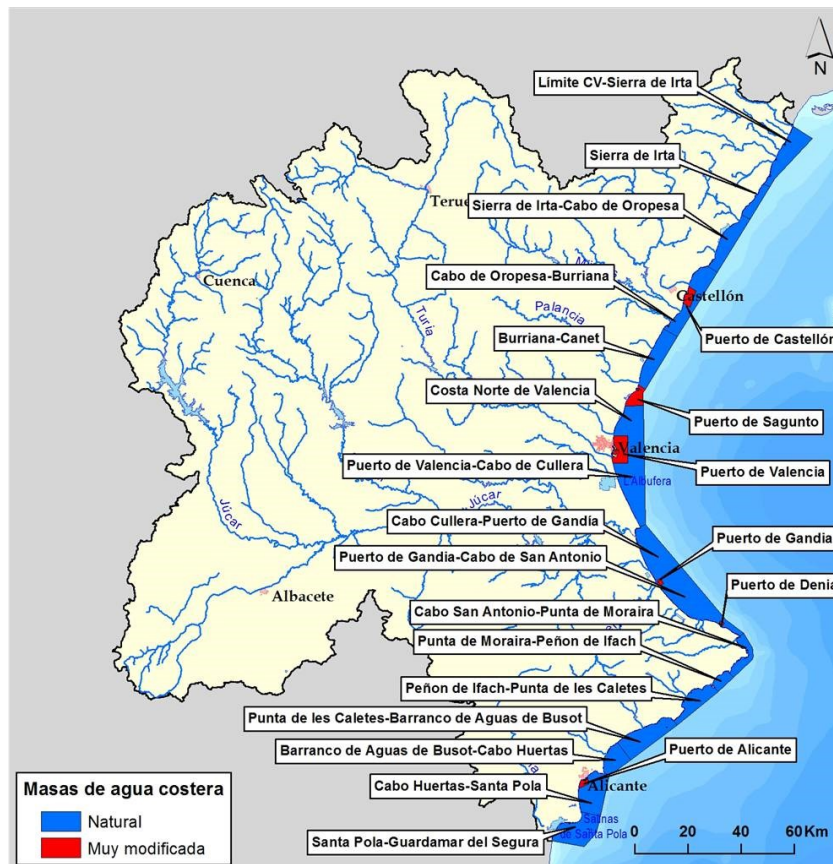 N
Límite CV-Sierra de Irta
Sierra de Irta
Sierra de Irta-Cabo de Oropesa
Teruel
Cuenca
Cabo de Oropesa-Burriana
Castellón
Palancia
Turia
Puerto de Castellón
Burriana-Canet
Costa Norte de Valencia
Puerto de Sagunto
Valencia
Puerto de Valencia-Cabo de Cullera
Puerto de Valencia
L'Albufera
Júcar
Júcar
Cabo Cullera-Puerto de Gandía
Puerto de Gandia
Puerto de Gandia-Cabo de San Antonio
Puerto de Denia
Albacete
Cabo San Antonio-Punta de Moraira
Punta de Moraira-Peñon de Ifach
Peñon de Ifach-Punta de les Caletes
Punta de les Caletes-Barranco de Aguas de Busot
Barranco de Aguas de Busot-Cabo Huertas
Puerto de Alicante
Alicante
Cabo Huertas-Santa Pola
Salinas
de Santa Pola
Santa Pola-Guardamar del Segura
Masas de agua costera
Natural
Muy modificada
0 20 40 60 Km